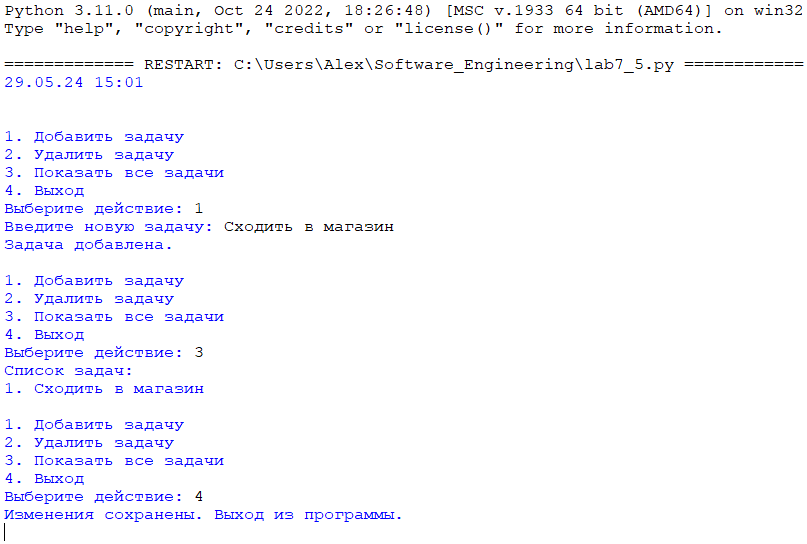 Python 3.11.0 (main, Oct 24 2022, 18:26:48) [MSC v.1933 64 bit (AMD64)] on win32
Type "help", "copyright", "credits" or "license()" for more information.
============= RESTART: C:\Users\Alex\Software_Engineering\lab7_5.py ============
29.05.24 15:01
1. Добавить задачу
2. Удалить задачу
3. Показать все задачи
4. Выход
Выберите действие: 1
Введите новую задачу: Сходить в магазин
Задача добавлена.
1. Добавить задачу
2. Удалить задачу
3. Показать все задачи
4. Выход
Выберите действие: 3
Список задач:
1. Сходить в магазин
1. Добавить задачу
2. Удалить задачу
3. Показать все задачи
4. Выход
Выберите действие: 4
Изменения сохранены. Выход из программы.